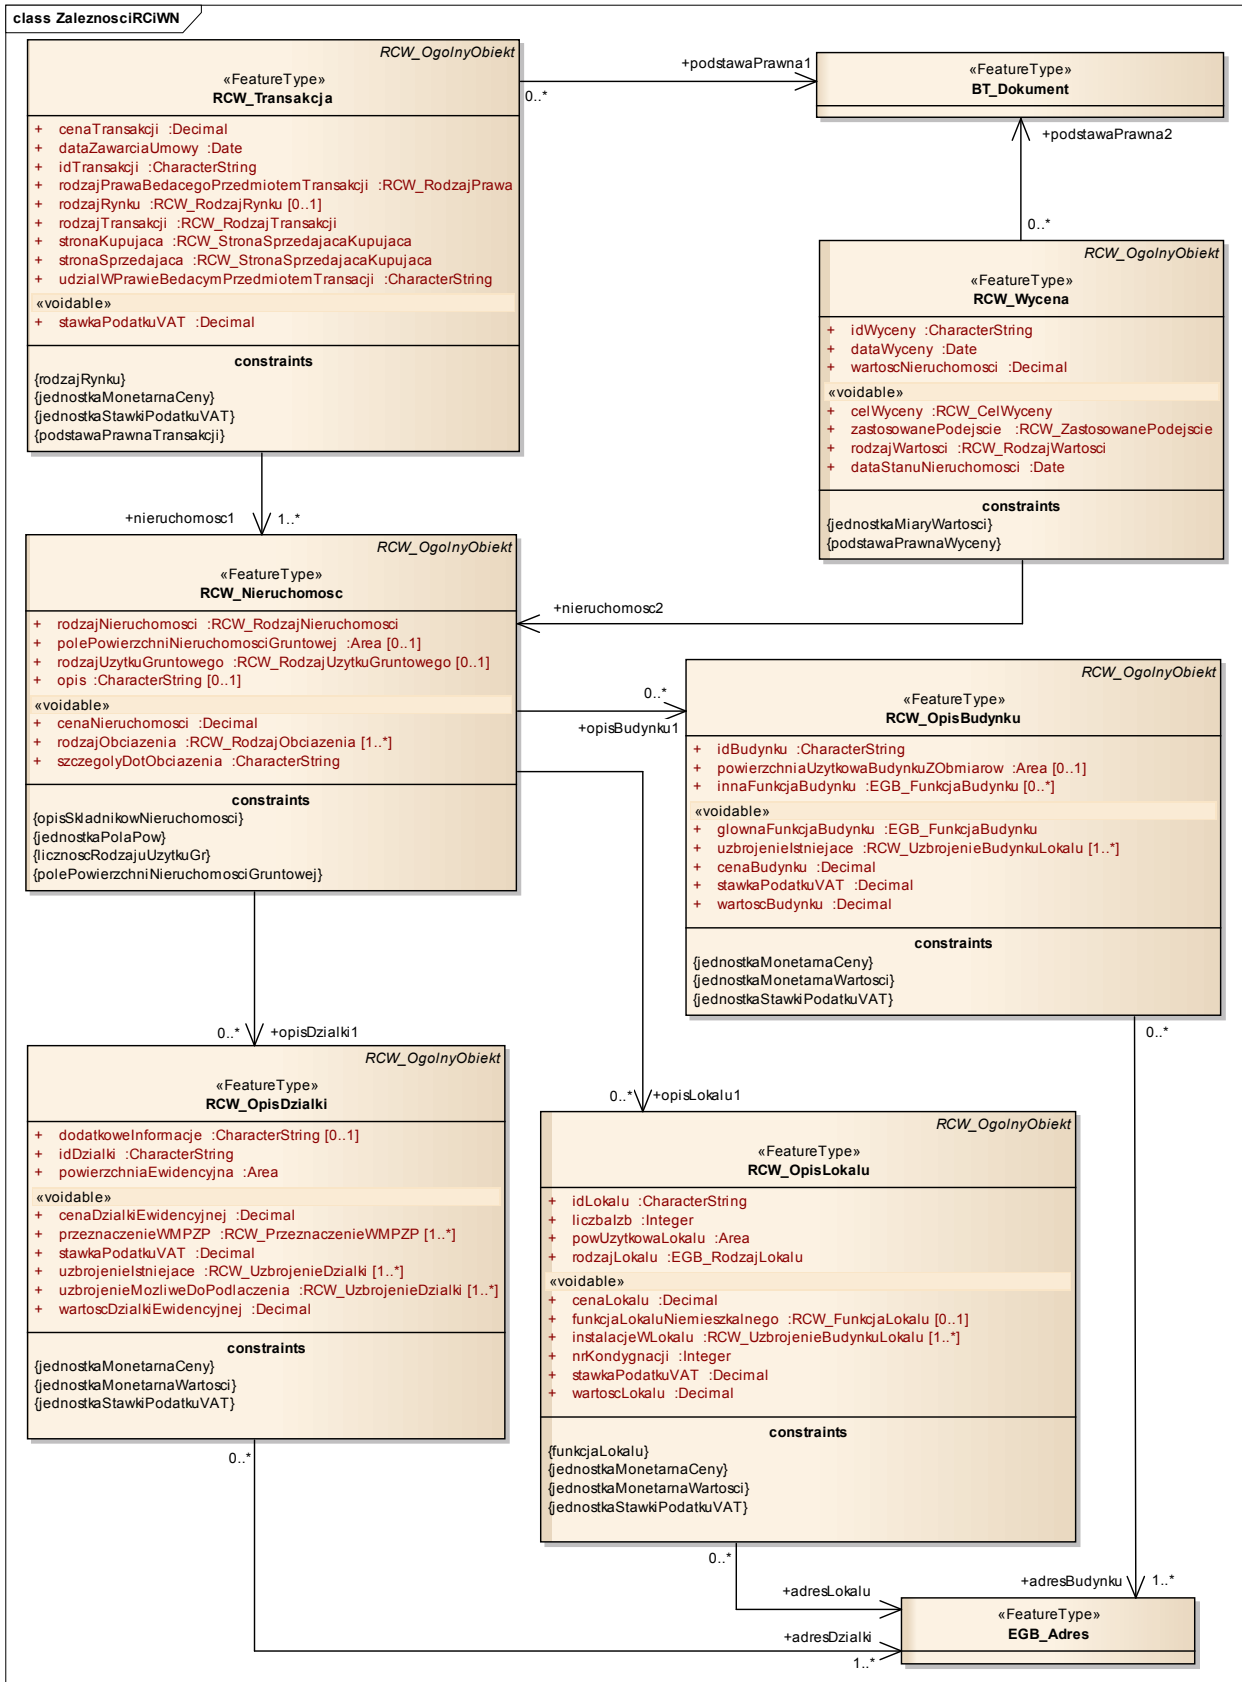 class ZaleznosciRCiWN
RCW_OgolnyObiekt
«FeatureType»
RCW_Transakcja
+ cenaTransakcji :Decimal
+ dataZawarciaUmowy :Date
+ idTransakcji :CharacterString
+ rodzajPrawaBedacegoPrzedmiotemTransakcji :RCW_RodzajPrawa
+ rodzajRynku :RCW_RodzajRynku [0..1]
+ rodzajTransakcji :RCW_RodzajTransakcji
+ stronaKupujaca :RCW_StronaSprzedajacaKupujaca
+ stronaSprzedajaca :RCW_StronaSprzedajacaKupujaca
+ udzialWPrawieBedacymPrzedmiotemTransacji :CharacterString
«voidable»
+ stawkaPodatkuVAT :Decimal
constraints
{rodzajRynku}
{jednostkaMonetarnaCeny}
{jednostkaStawkiPodatkuVAT}
{podstawaPrawnaTransakcji}
+podstawaPrawna1
0..*
«FeatureType»
BT_Dokument
+podstawaPrawna2
0..*
RCW_OgolnyObiekt
«FeatureType»
RCW_Wycena
+ idWyceny :CharacterString
+ dataWyceny :Date
+ wartoscNieruchomosci :Decimal
«voidable»
+ celWyceny :RCW_CelWyceny
+ zastosowanePodejscie :RCW_ZastosowanePodejscie
+ rodzajWartosci :RCW_RodzajWartosci
+ dataStanuNieruchomosci :Date
constraints
{jednostkaMiaryWartosci}
{podstawaPrawnaWyceny}
+nieruchomosc1
1..*
+nieruchomosc2
RCW_OgolnyObiekt
«FeatureType»
RCW_Nieruchomosc
+ rodzajNieruchomosci :RCW_RodzajNieruchomosci
+ polePowierzchniNieruchomosciGruntowej :Area [0..1]
+ rodzajUzytkuGruntowego :RCW_RodzajUzytkuGruntowego [0..1]
+ opis :CharacterString [0..1]
«voidable»
+ cenaNieruchomosci :Decimal
+ rodzajObciazenia :RCW_RodzajObciazenia [1..*]
+ szczegolyDotObciazenia :CharacterString
constraints
{opisSkladnikowNieruchomosci}
{jednostkaPolaPow}
{licznoscRodzajuUzytkuGr}
{polePowierzchniNieruchomosciGruntowej}
0..*
+opisBudynku1
RCW_OgolnyObiekt
«FeatureType»
RCW_OpisBudynku
+ idBudynku :CharacterString
+ powierzchniaUzytkowaBudynkuZObmiarow :Area [0..1]
+ innaFunkcjaBudynku :EGB_FunkcjaBudynku [0..*]
«voidable»
+ glownaFunkcjaBudynku :EGB_FunkcjaBudynku
+ uzbrojenieIstniejace :RCW_UzbrojenieBudynkuLokalu [1..*]
+ cenaBudynku :Decimal
+ stawkaPodatkuVAT :Decimal
+ wartoscBudynku :Decimal
constraints
{jednostkaMonetarnaCeny}
{jednostkaMonetarnaWartosci}
{jednostkaStawkiPodatkuVAT}
0..*
0..*
+opisDzialki1
RCW_OgolnyObiekt
«FeatureType»
RCW_OpisDzialki
+ dodatkoweInformacje :CharacterString [0..1]
+ idDzialki :CharacterString
+ powierzchniaEwidencyjna :Area
«voidable»
+ cenaDzialkiEwidencyjnej :Decimal
+ przeznaczenieWMPZP :RCW_PrzeznaczenieWMPZP [1..*]
+ stawkaPodatkuVAT :Decimal
+ uzbrojenieIstniejace :RCW_UzbrojenieDzialki [1..*]
+ uzbrojenieMozliweDoPodlaczenia :RCW_UzbrojenieDzialki [1..*]
+ wartoscDzialkiEwidencyjnej :Decimal
constraints
{jednostkaMonetarnaCeny}
{jednostkaMonetarnaWartosci}
{jednostkaStawkiPodatkuVAT}
0..*
0..*
+opisLokalu1
RCW_OgolnyObiekt
«FeatureType»
RCW_OpisLokalu
+ idLokalu :CharacterString
+ liczbaIzb :Integer
+ powUzytkowaLokalu :Area
+ rodzajLokalu :EGB_RodzajLokalu
«voidable»
+ cenaLokalu :Decimal
+ funkcjaLokaluNiemieszkalnego :RCW_FunkcjaLokalu [0..1]
+ instalacjeWLokalu :RCW_UzbrojenieBudynkuLokalu [1..*]
+ nrKondygnacji :Integer
+ stawkaPodatkuVAT :Decimal
+ wartoscLokalu :Decimal
constraints
{funkcjaLokalu}
{jednostkaMonetarnaCeny}
{jednostkaMonetarnaWartosci}
{jednostkaStawkiPodatkuVAT}
0..*
+adresLokalu
+adresBudynku
1..*
+adresDzialki
1..*
«FeatureType»
EGB_Adres